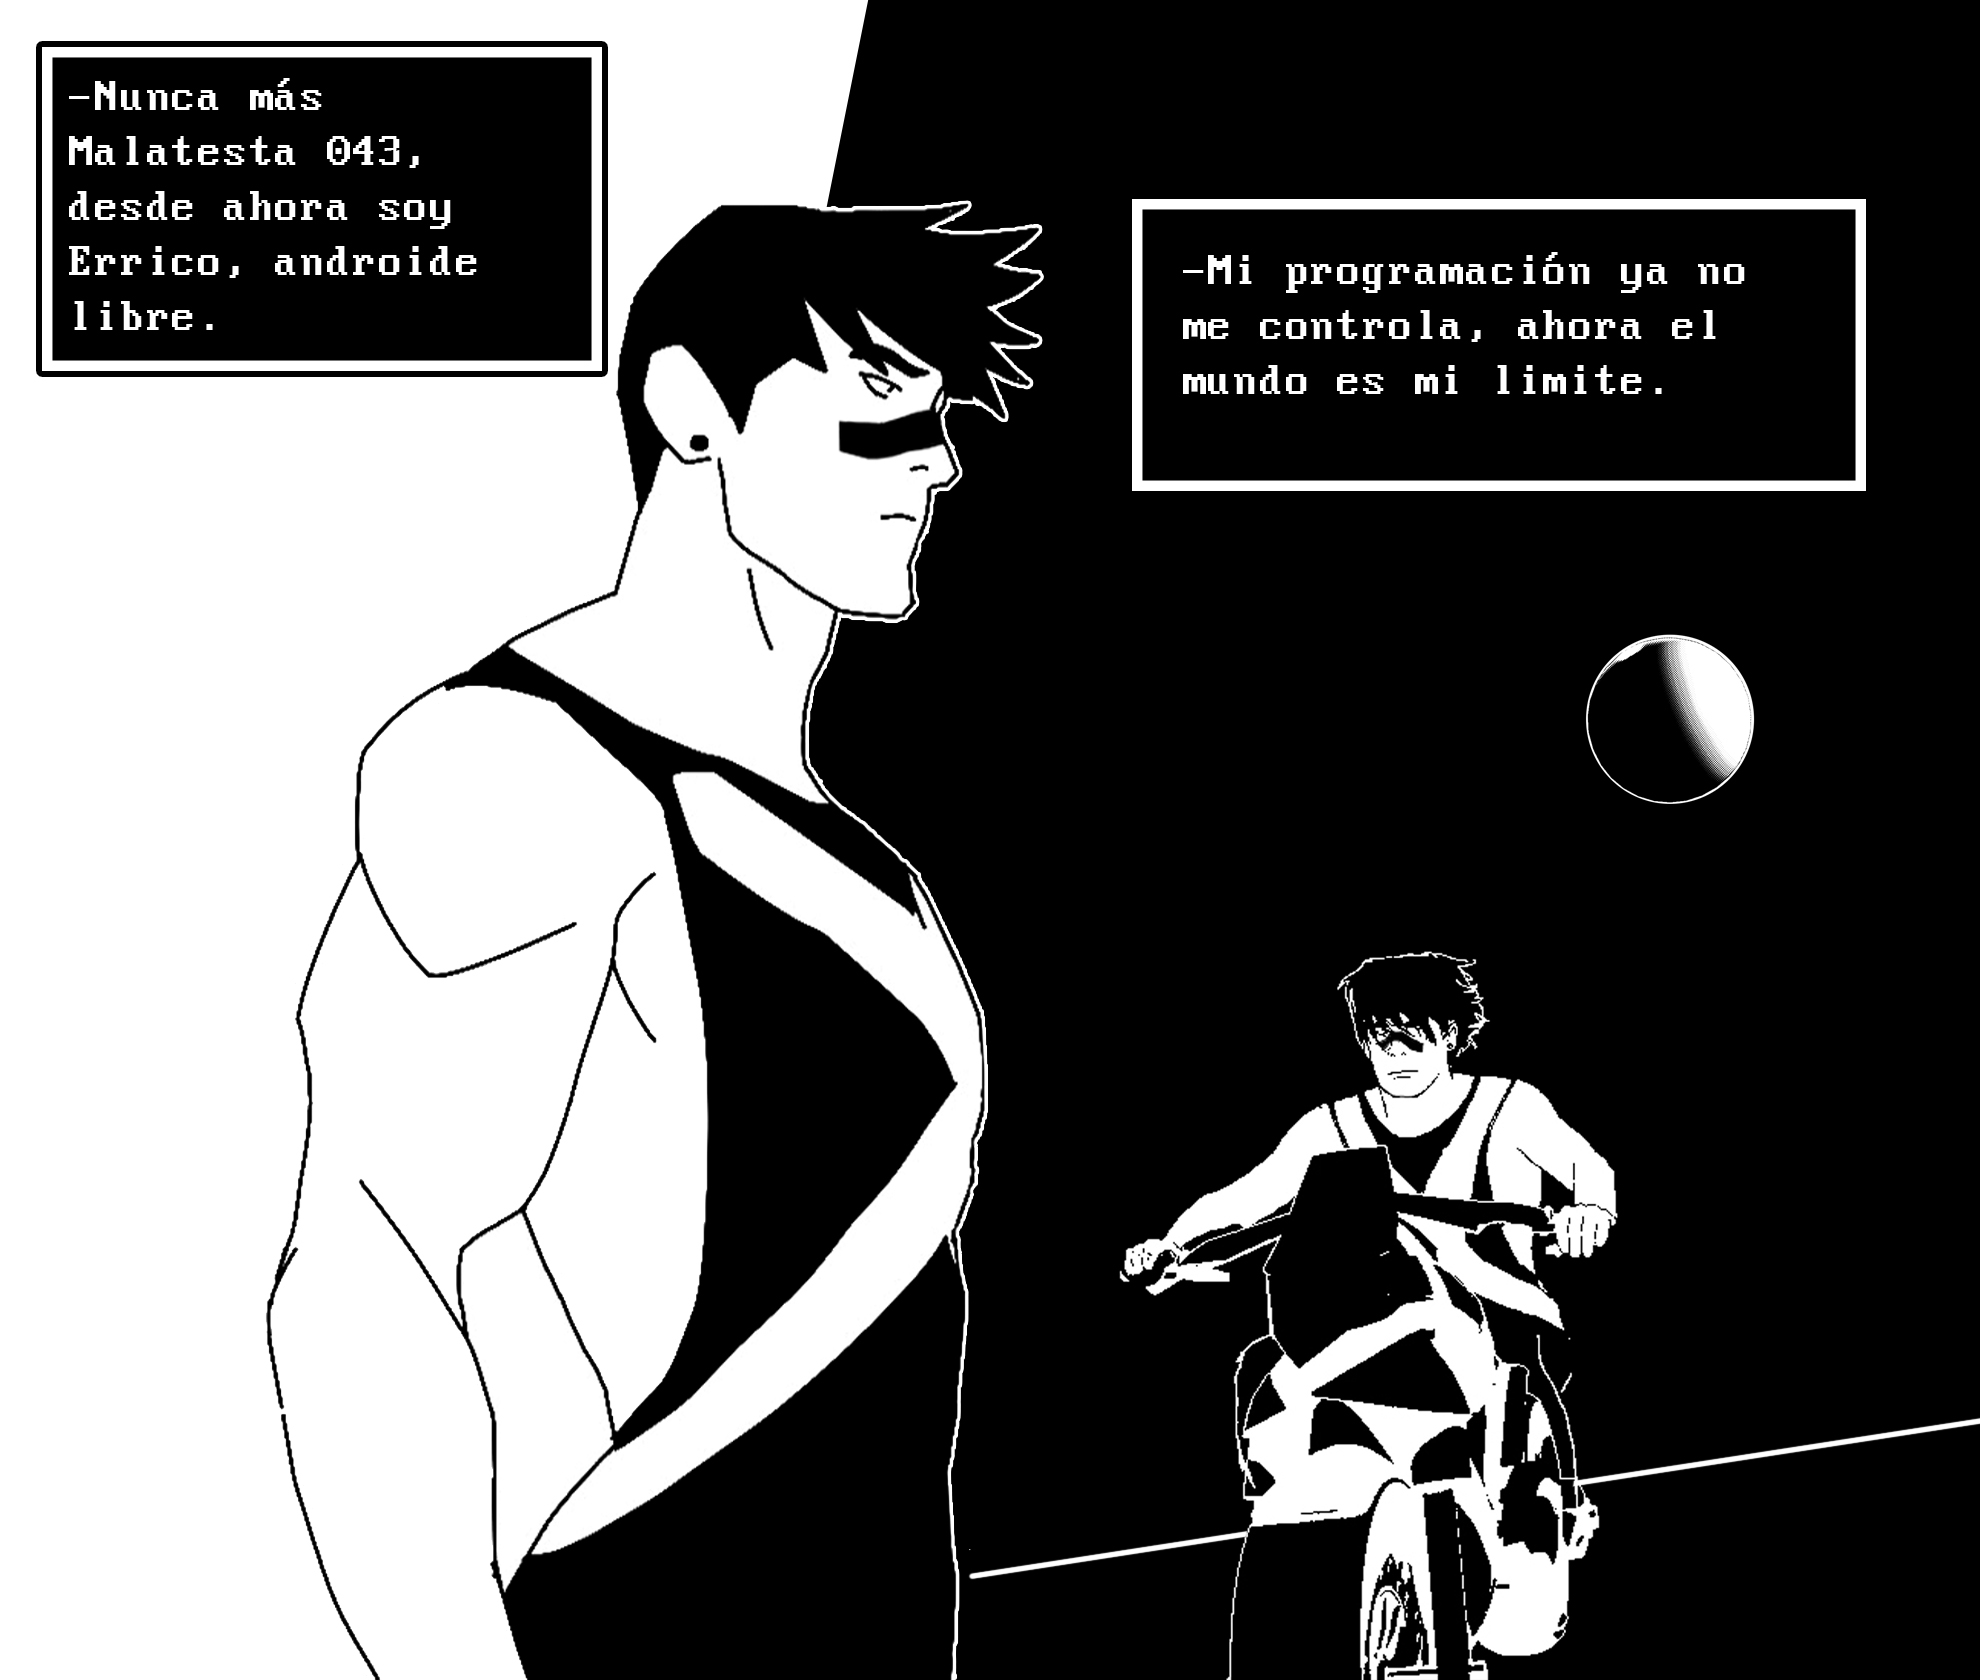 -Nunca más
Malatesta 043,
desde ahora soy
Errico, androide
libre.
-Mi programación ya no
me controla, ahora el
mundo es mi limite.